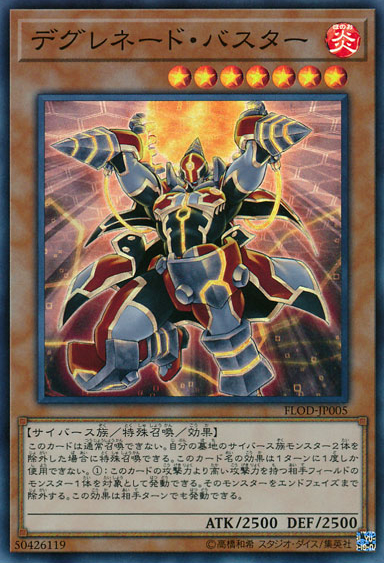 デグレネード・バスター
炎
FLOD-JP005
【サイバース族/特殊召喚/効果】
このカードは通常召喚できない。自分の墓地のサイバース族モンスター2体を
除外した場合に特殊召喚できる。このカード名の効果は1ターンに1度しか
使用できない。①:このカードの攻撃力より高い攻撃力を持つ相手フィールドの
モンスター1体を対象として発動できる。そのモンスターをエンドフェイズまで
除外する。この効果は相手ターンでも発動できる。
ATK/2500 DEF/2500
50426119
©高橋和希 スタジオ・ダイス/集英社